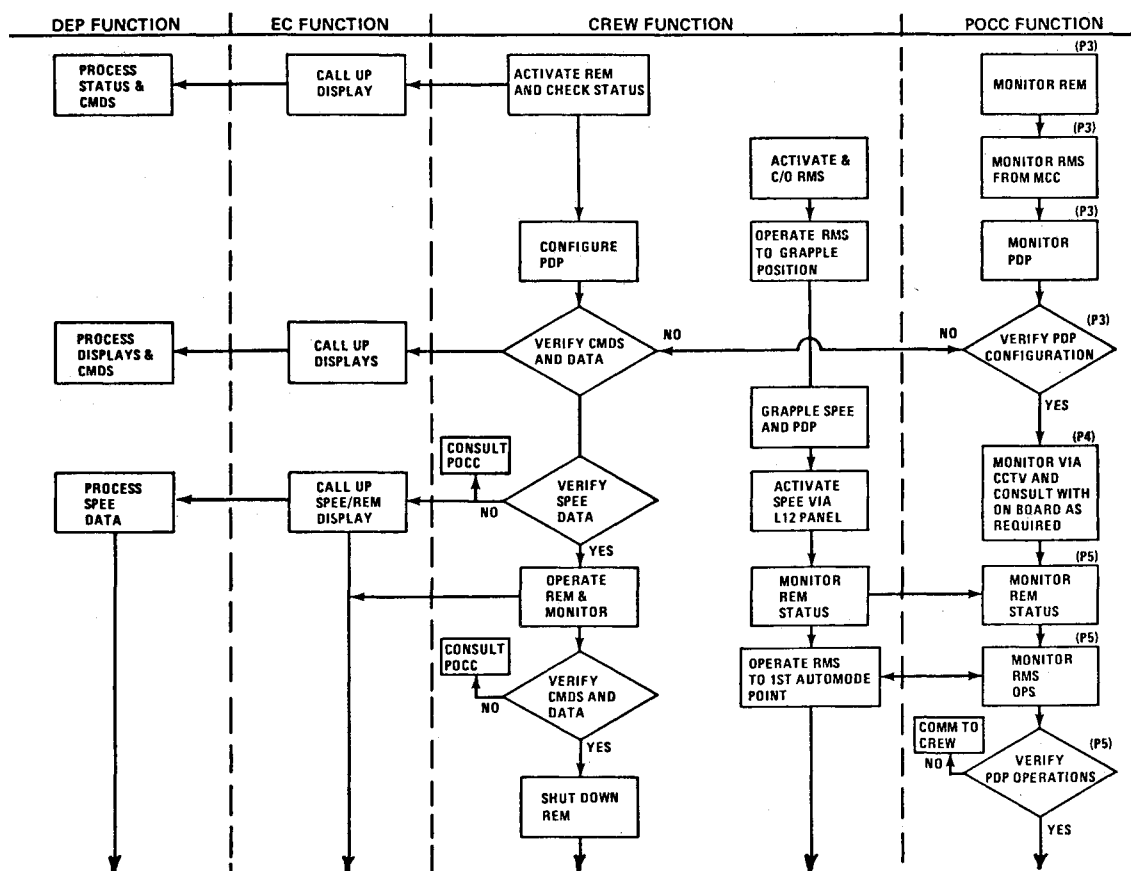 DEP FUNCTION
EC FUNCTION
CREW FUNCTION
POCC FUNCTION
PROCESS
STATUS &
CMDS
CALL UP
DISPLAY
ACTIVATE REM
AND CHECK STATUS
(P3)
MONITOR REM
ACTIVATE &
C/O RMS
(P3)
MONITOR RMS
FROM MCC
CONFIGURE
PDP
OPERATE RMS
TO GRAPPLE
POSITION
(P3)
MONITOR
PDP
PROCESS
DISPLAYS &
CMDS
CALL UP
DISPLAYS
VERIFY CMDS
AND DATA
NO
NO
(P3)
VERIFY PDP
CONFIGURATION
YES
GRAPPLE SPEE
AND PDP
CONSULT
POCC
(P4)
MONITOR VIA
CCTV AND
CONSULT WITH
ON BOARD AS
REQUIRED
PROCESS
SPEE
DATA
CALL UP
SPEE/REM
DISPLAY
NO
VERIFY
SPEE
DATA
YES
ACTIVATE
SPEE VIA
L12 PANEL
OPERATE
REM &
MONITOR
MONITOR
REM
STATUS
(P5)
MONITOR
REM
STATUS
CONSULT
POCC
NO
VERIFY
CMDS AND
DATA
YES
OPERATE RMS
TO 1ST AUTOMODE
POINT
(P5)
MONITOR
RMS
OPS
COMM TO
CREW
NO
(P5)
VERIFY
PDP OPERATIONS
YES
SHUT DOWN
REM